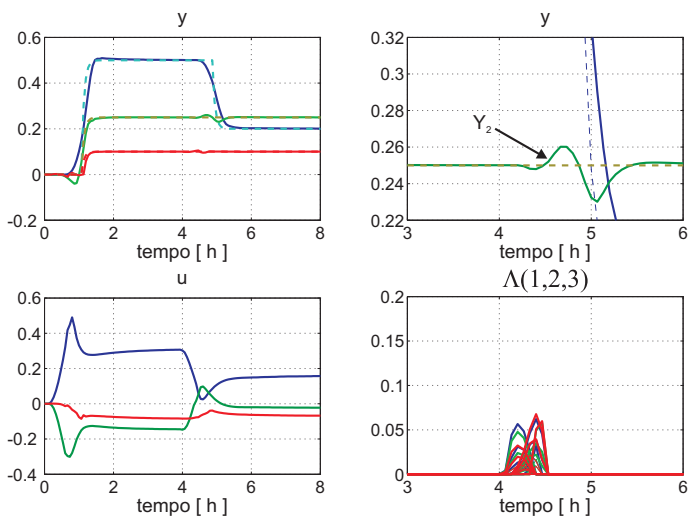 y
0.6
0.4
0.2
0
-0.2
0 2 4 6 8
tempo [ h ]
y
0.32
0.3
0.28
0.26
0.24
0.22
Y2
3 4 5 6
tempo [ h ]
u
0.6
0.4
0.2
0
-0.2
-0.4
0 2 4 6 8
tempo [ h ]
Λ(1,2,3)
0.2
0.15
0.1
0.05
0
3 4 5 6
tempo [ h ]